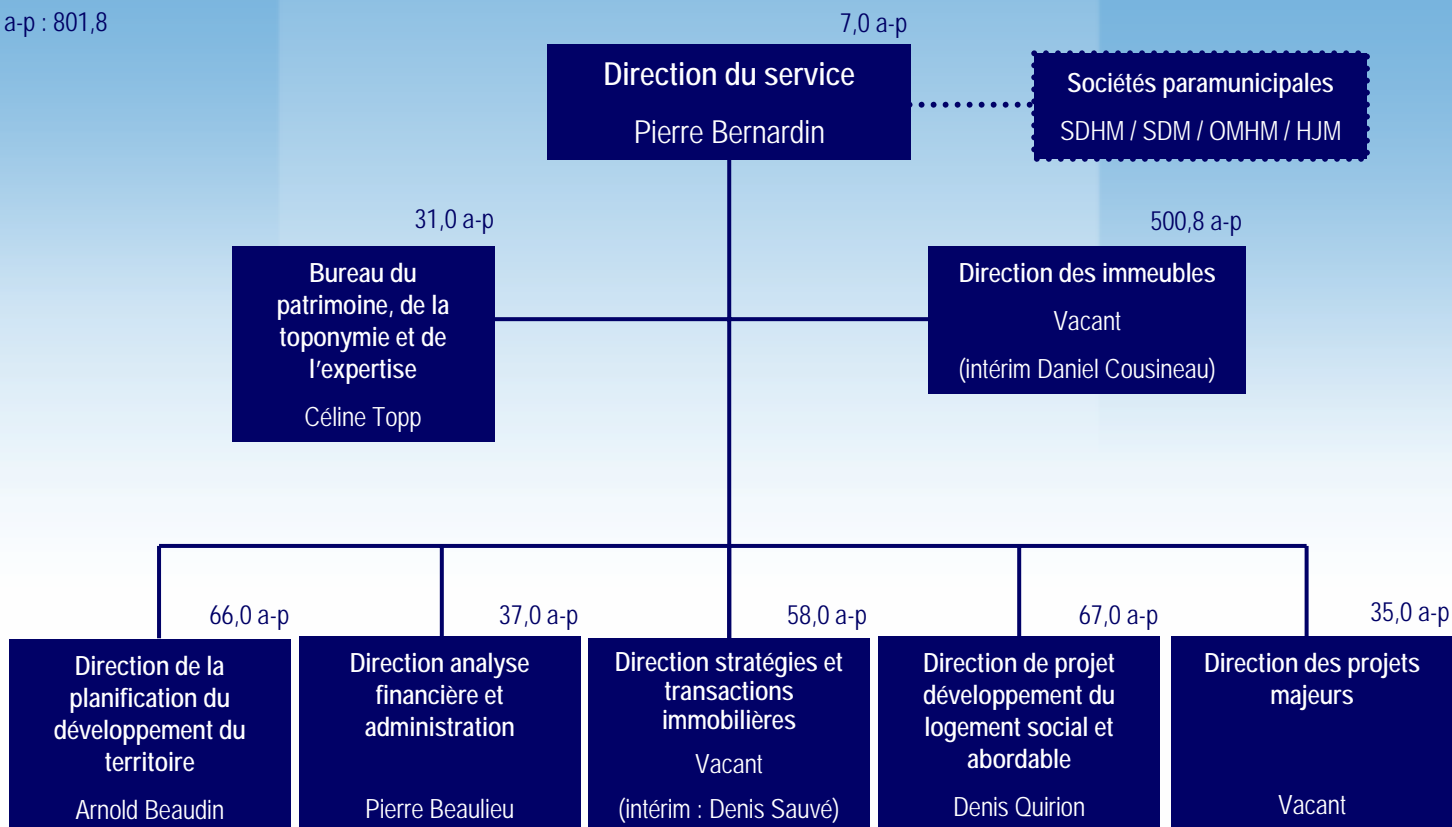 a-p : 801,8
7,0 a-p
Direction du service
Pierre Bernardin
Sociétés paramunicipales
SDHM / SDM / OMHM / HJM
31,0 a-p
Bureau du
patrimoine, de la
toponymie et de
l'expertise
Céline Topp
500,8 a-p
Direction des immeubles
Vacant
(intérim Daniel Cousineau)
66,0 a-p
Direction de la
planification du
développement du
territoire
Arnold Beaudin
37,0 a-p
Direction analyse
financière et
administration
Pierre Beaulieu
58,0 a-p
Direction stratégies et
transactions
immobilières
Vacant
(intérim : Denis Sauvé)
67,0 a-p
Direction de projet
développement du
logement social et
abordable
Denis Quirion
35,0 a-p
Direction des projets
majeurs
Vacant